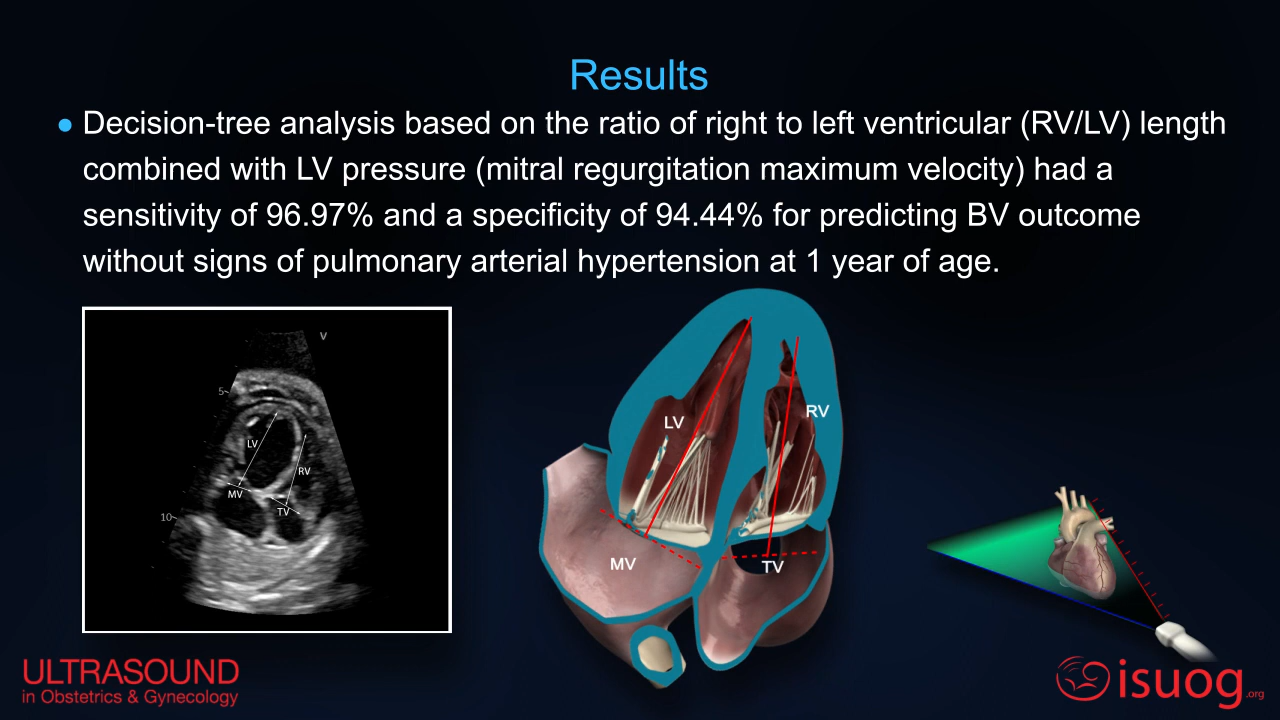 Results
● Decision-tree analysis based on the ratio of right to left ventricular (RV/LV) length
combined with LV pressure (mitral regurgitation maximum velocity) had a
sensitivity of 96.97% and a specificity of 94.44% for predicting BV outcome
without signs of pulmonary arterial hypertension at 1 year of age.
V
5
LV
RV
MV
TV
10
LV
RV
MV
TV
ULTRASOUND
in Obstetrics & Gynecology
isuog.org